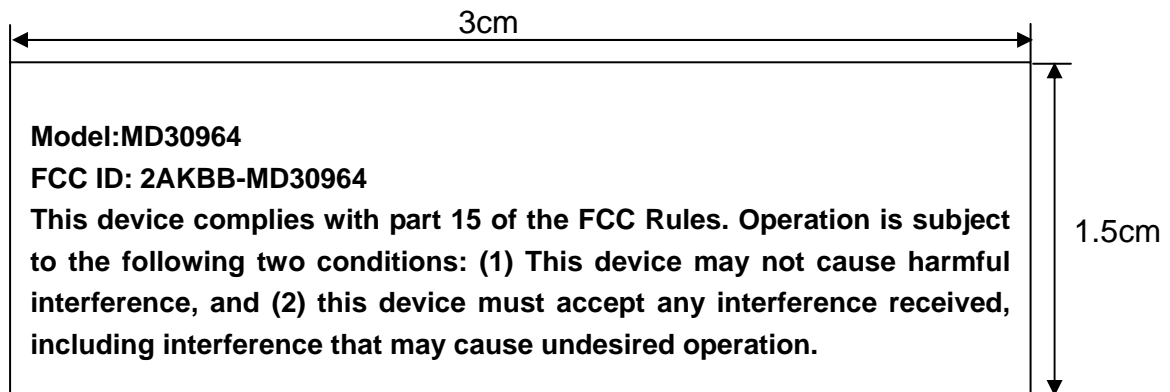 3cm
Model:MD30964
FCC ID: 2AKBB-MD30964
This device complies with part 15 of the FCC Rules. Operation is subject
to the following two conditions: (1) This device may not cause harmful
interference, and (2) this device must accept any interference received,
including interference that may cause undesired operation.
1.5cm